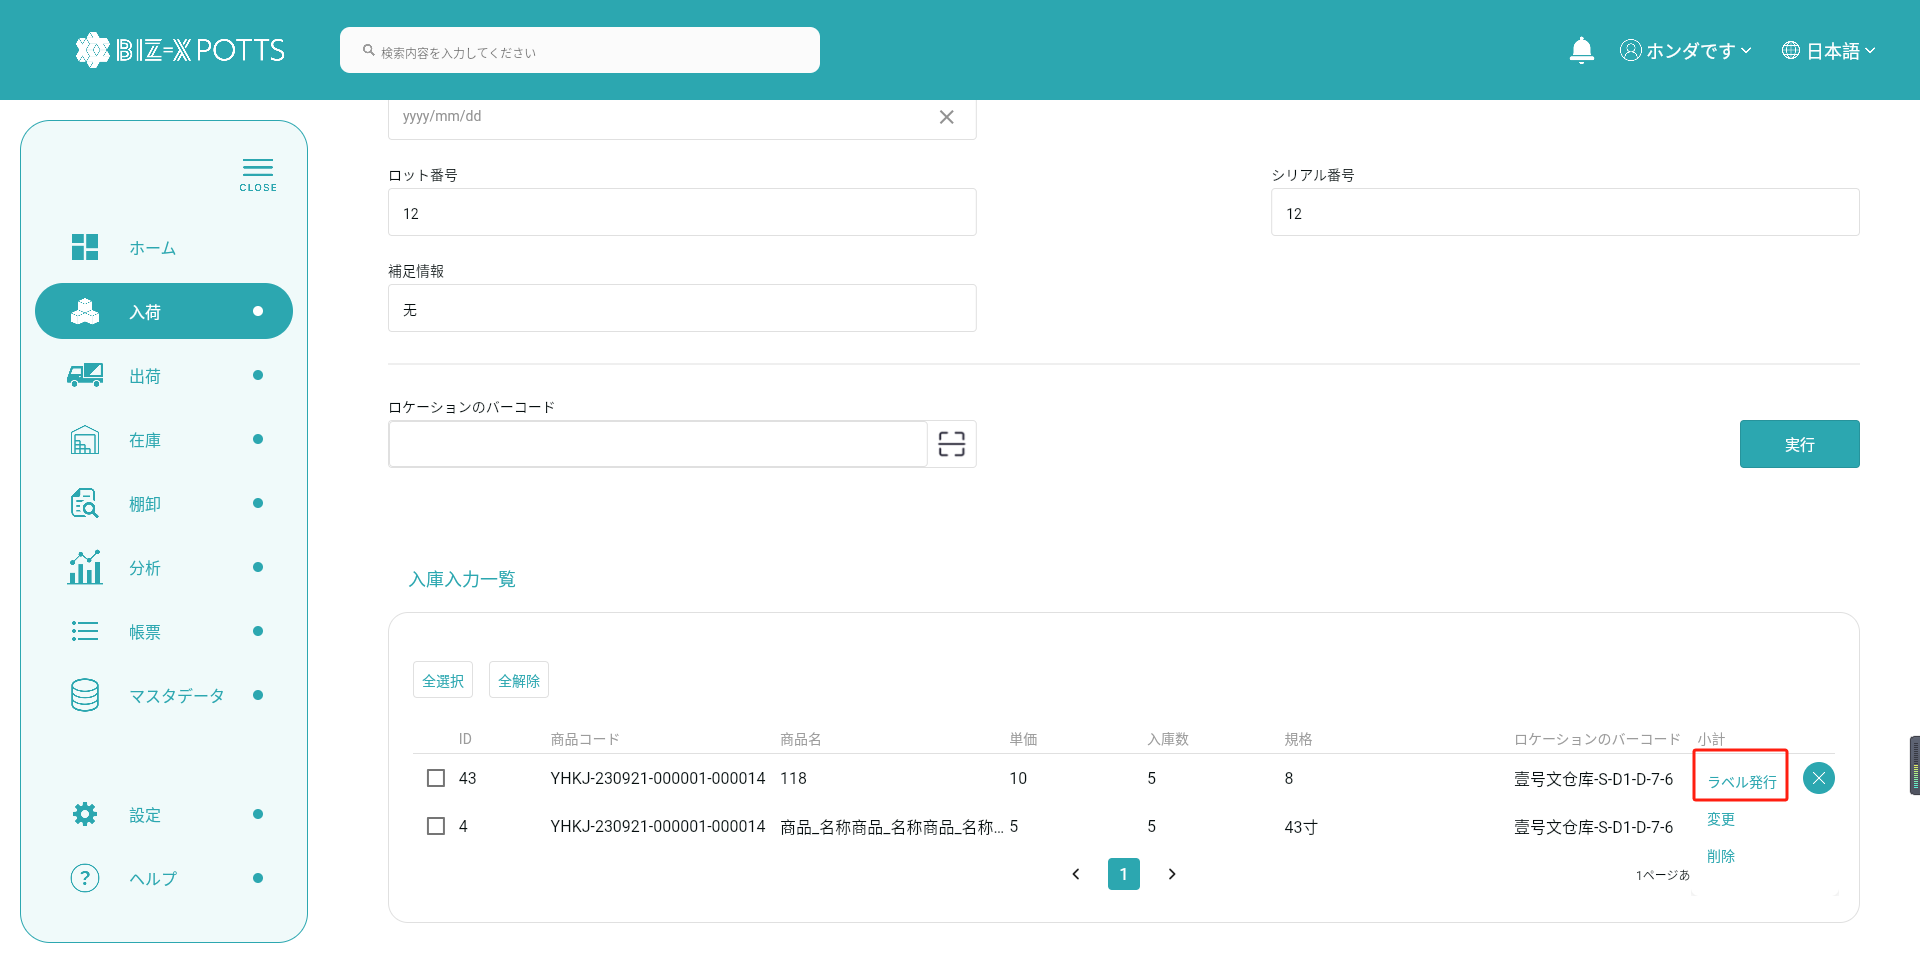 BIZ-X POTTS
検索内容を入力してください
ホンダです
日本語
CLOSE
ホーム
入荷
出荷
在庫
棚卸
分析
帳票
マスタデータ
設定
ヘルプ
yyyy/mm/dd
ロット番号
シリアル番号
12
12
補足情報
无
ロケーションのバーコード
実行
入庫入力一覧
全選択 全解除
ID 商品コード 商品名 単価 入庫数 規格 ロケーションのバーコード 小計
43 YHKJ-230921-000001-000014 118 10 5 8 壹号文仓库-S-D1-D-7-6
4 YHKJ-230921-000001-000014 商品_名称商品_名称商品_名称... 5 5 43寸 壹号文仓库-S-D1-D-7-6
ラベル発行
変更
削除
1
1ページあ